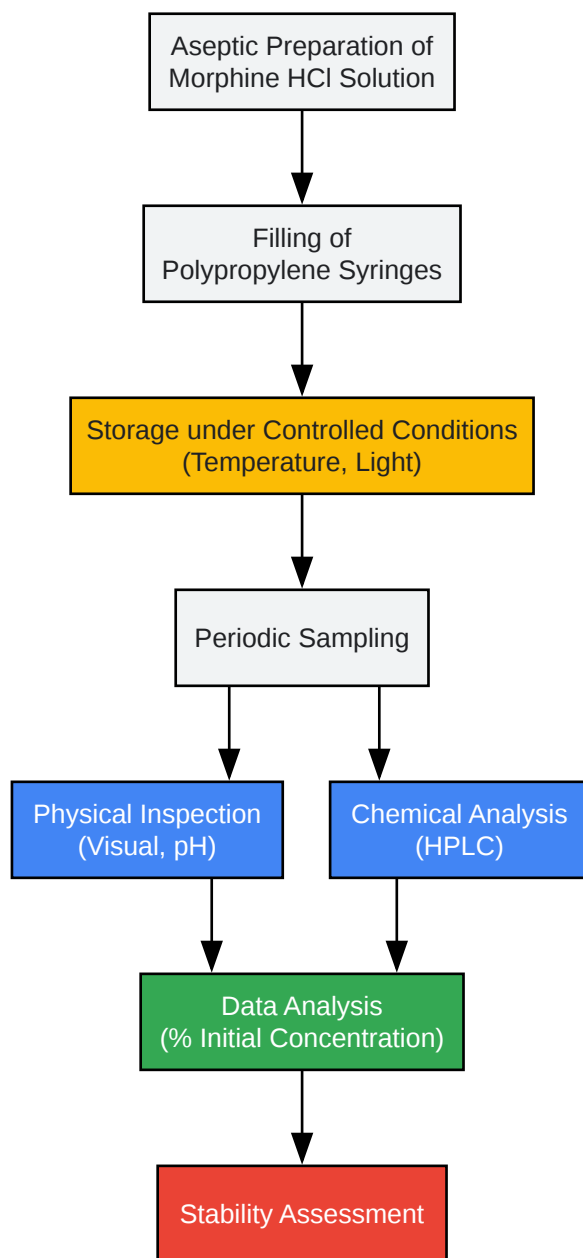 Aseptic Preparation of
Morphine HCl Solution
Filling of
Polypropylene Syringes
Storage under Controlled Conditions
(Temperature, Light)
Periodic Sampling
Physical Inspection
(Visual, pH)
Chemical Analysis
(HPLC)
Data Analysis
(% Initial Concentration)
Stability Assessment